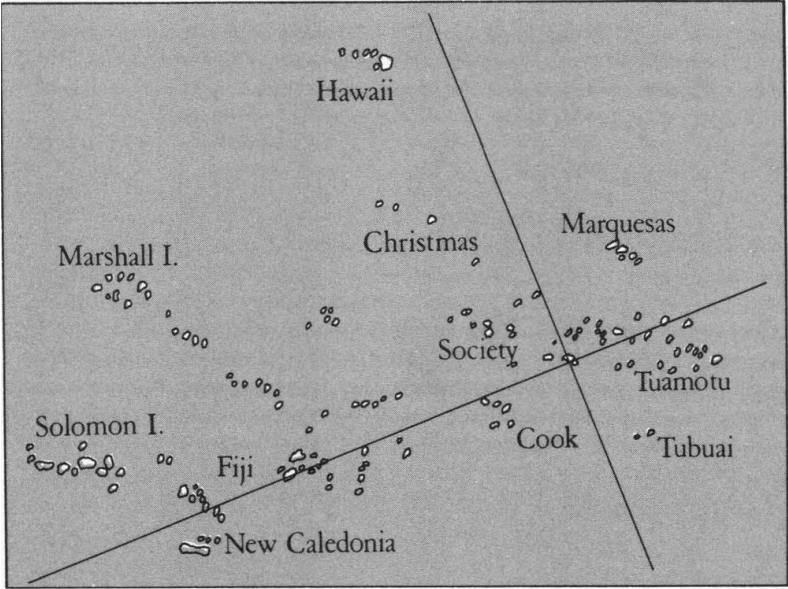 Hawaii
Marquesas
Christmas
Marshall I.
Society
Tuamotu
Solomon I.
Cook
Tubuai
Fiji
New Caledonia